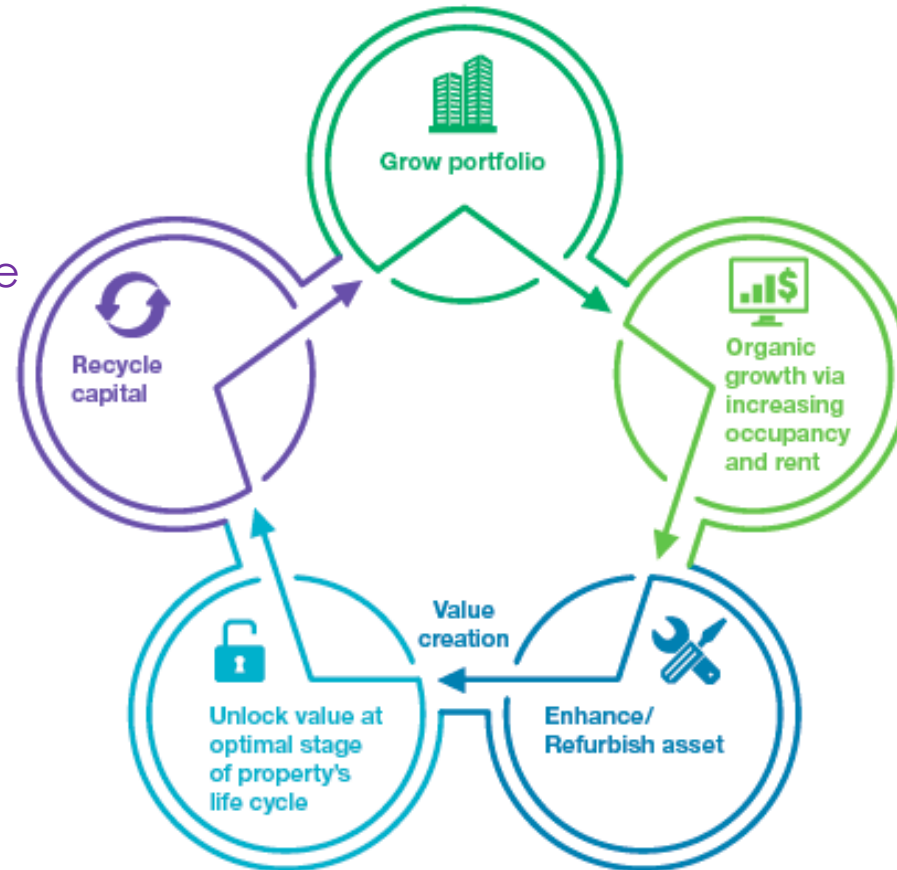 Grow portfolio
e
Recycle
capital
Organic
growth via
increasing
occupancy
and rent
$
Value
creation
Unlock value at
optimal stage
of property's
life cycle
Enhance/
Refurbish asset